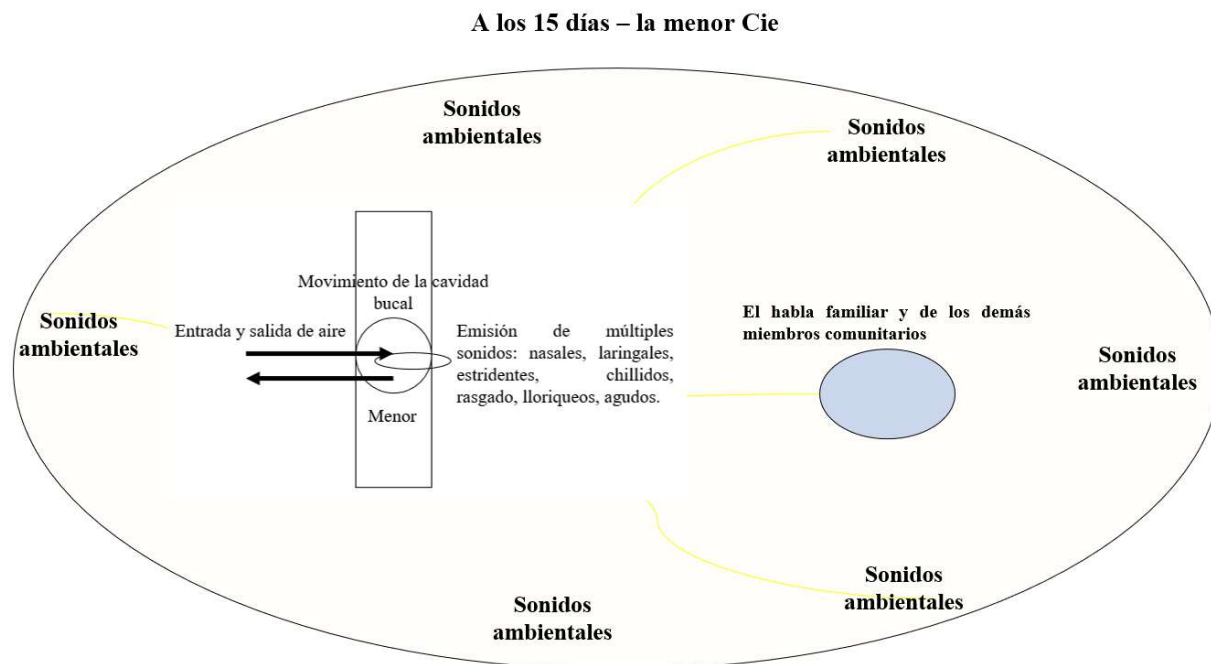 A los 15 días – la menor Cie
Sonidos
ambientales
Sonidos
ambientales
Movimiento de la cavidad
bucal
Sonidos
ambientales
Entrada y salida de aire
Emisión de múltiples
sonidos: nasales, laringales,
estridentes, chillidos,
rasgado, lloriqueos, agudos.
Menor
El habla familiar y de los demás
miembros comunitarios
Sonidos
ambientales
Sonidos
ambientales
Sonidos
ambientales